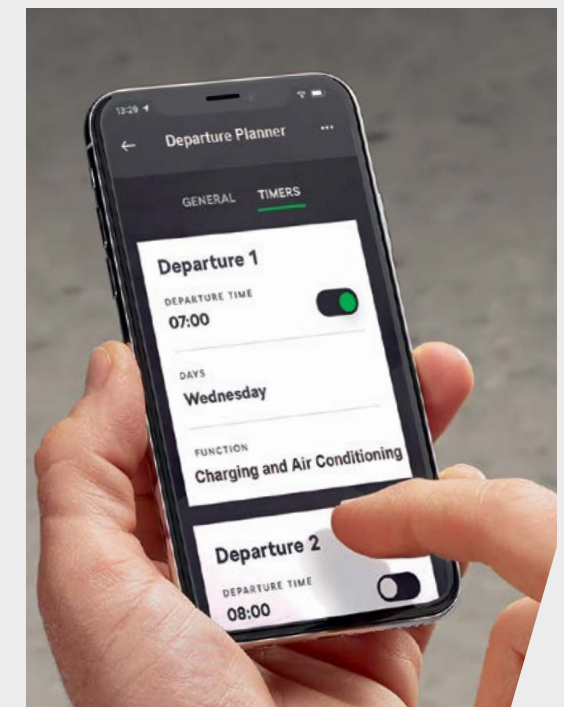 13:29
Departure Planner
GENERAL TIMERS
Departure 1
DEPARTURE TIME
07:00
DAYS
Wednesday
FUNCTION
Charging and Air Conditioning
Departure 2
DEPARTURE TIME
08:00